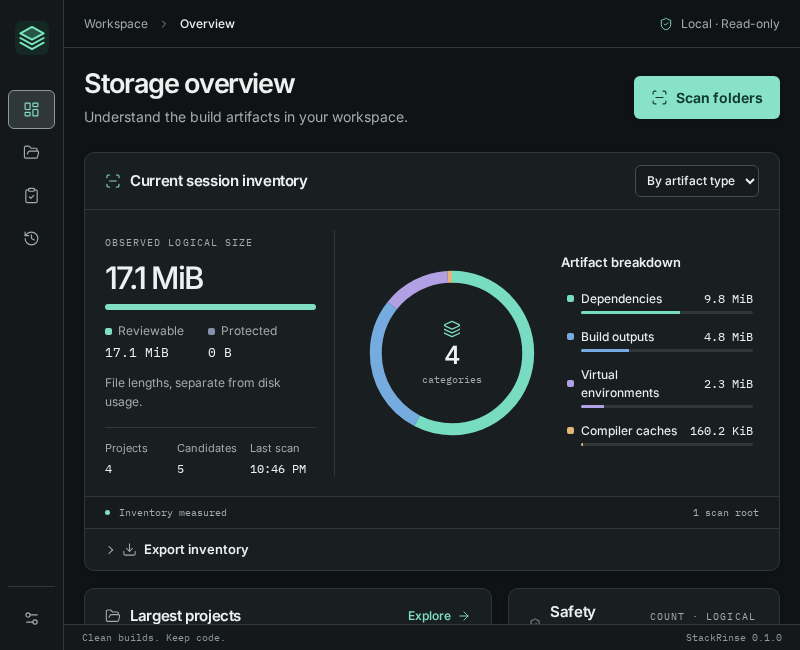 Workspace > Overview
Local · Read-only
Storage overview
Understand the build artifacts in your workspace.
Scan folders
Current session inventory
By artifact type
OBSERVED LOGICAL SIZE
17.1 MiB
Reviewable
Protected
17.1 MiB
0 B
File lengths, separate from disk
usage.
Projects
Candidates
Last scan
4
5
10:46 PM
4
categories
Artifact breakdown
Dependencies 9.8 MiB
Build outputs 4.8 MiB
Virtual
environments 2.3 MiB
Compiler caches 160.2 KiB
Inventory measured
1 scan root
Export inventory
Largest projects
Explore →
Safety
COUNT · LOGICAL
Clean builds. Keep code.
StackRinse 0.1.0